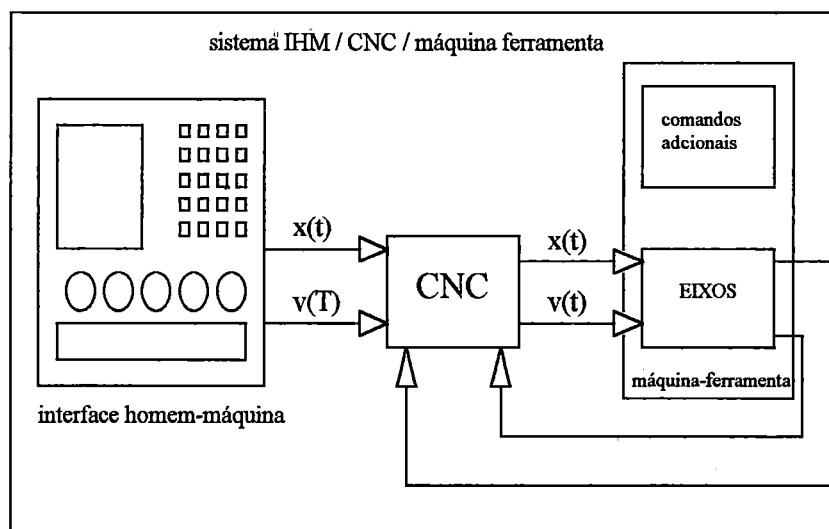 sistema IHM / CNC / máquina ferramenta
comandos
adcionais
x(t)
v(T)
CNC
x(t)
v(t)
EIXOS
máquina-ferramenta
interface homem-máquina